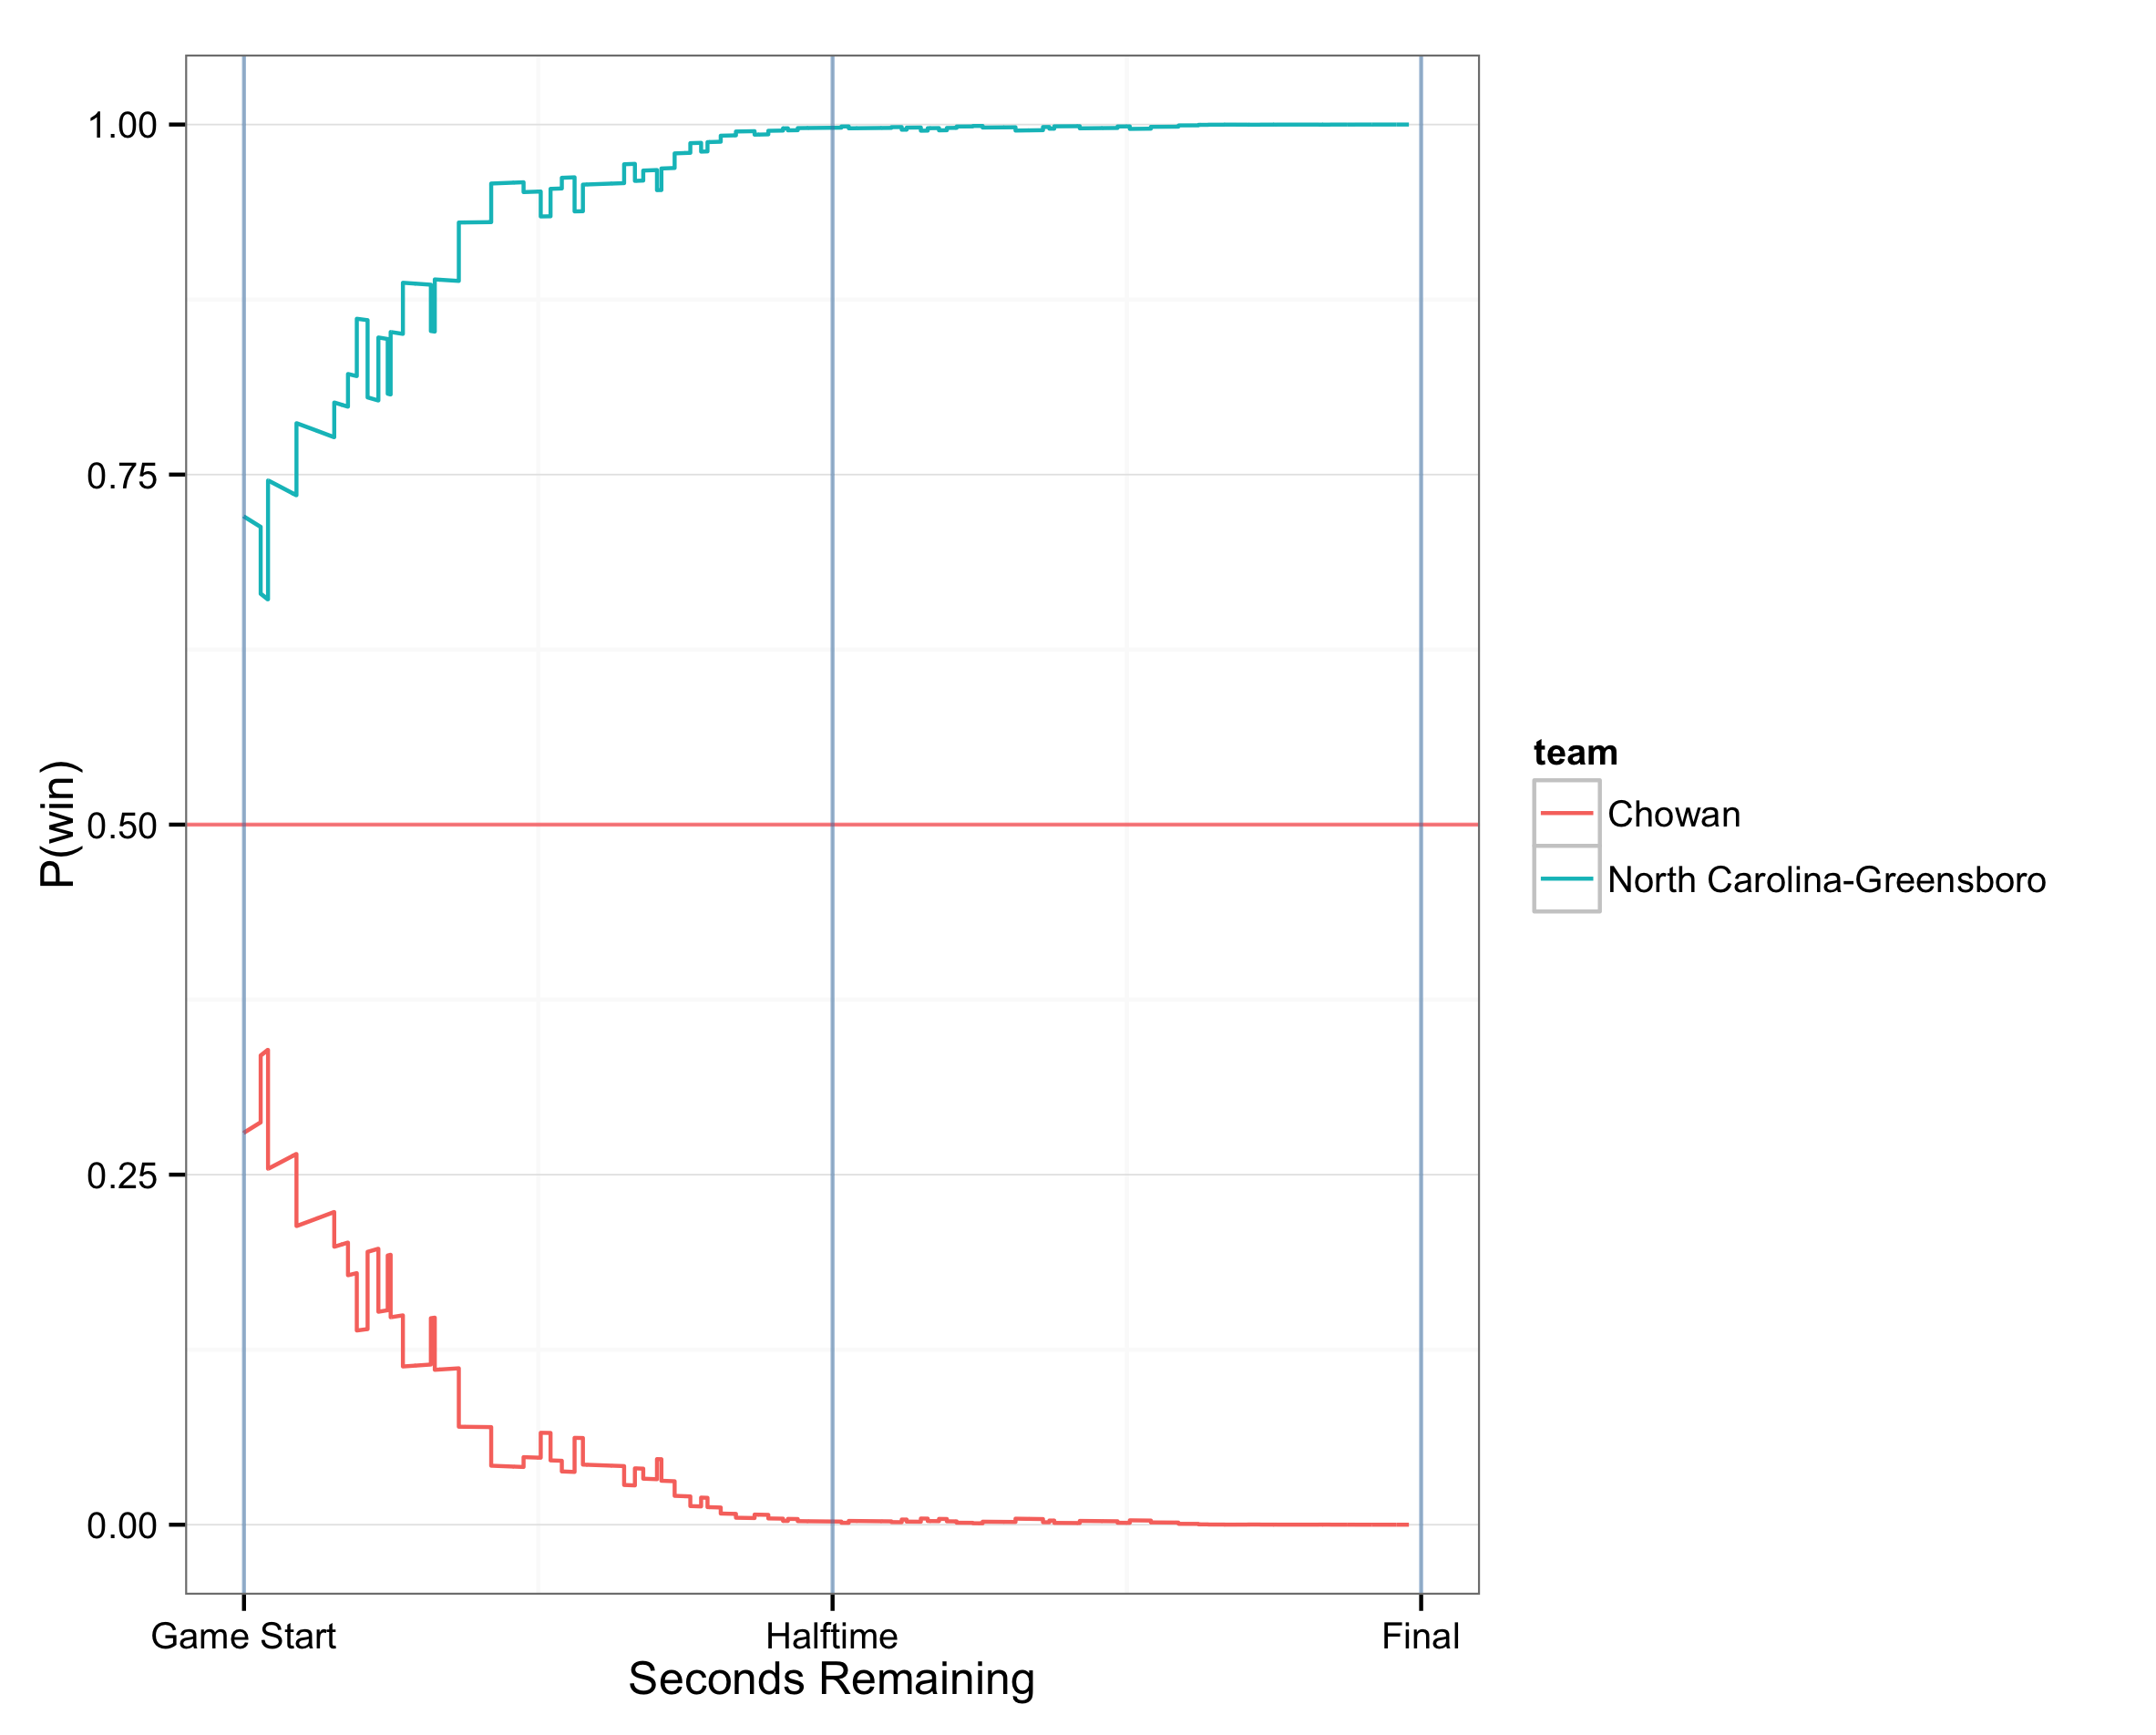 P(win)
1.00
0.75
0.50
0.25
0.00
Game Start
Halftime
Final
Seconds Remaining
team
Chowan
North Carolina-Greensboro